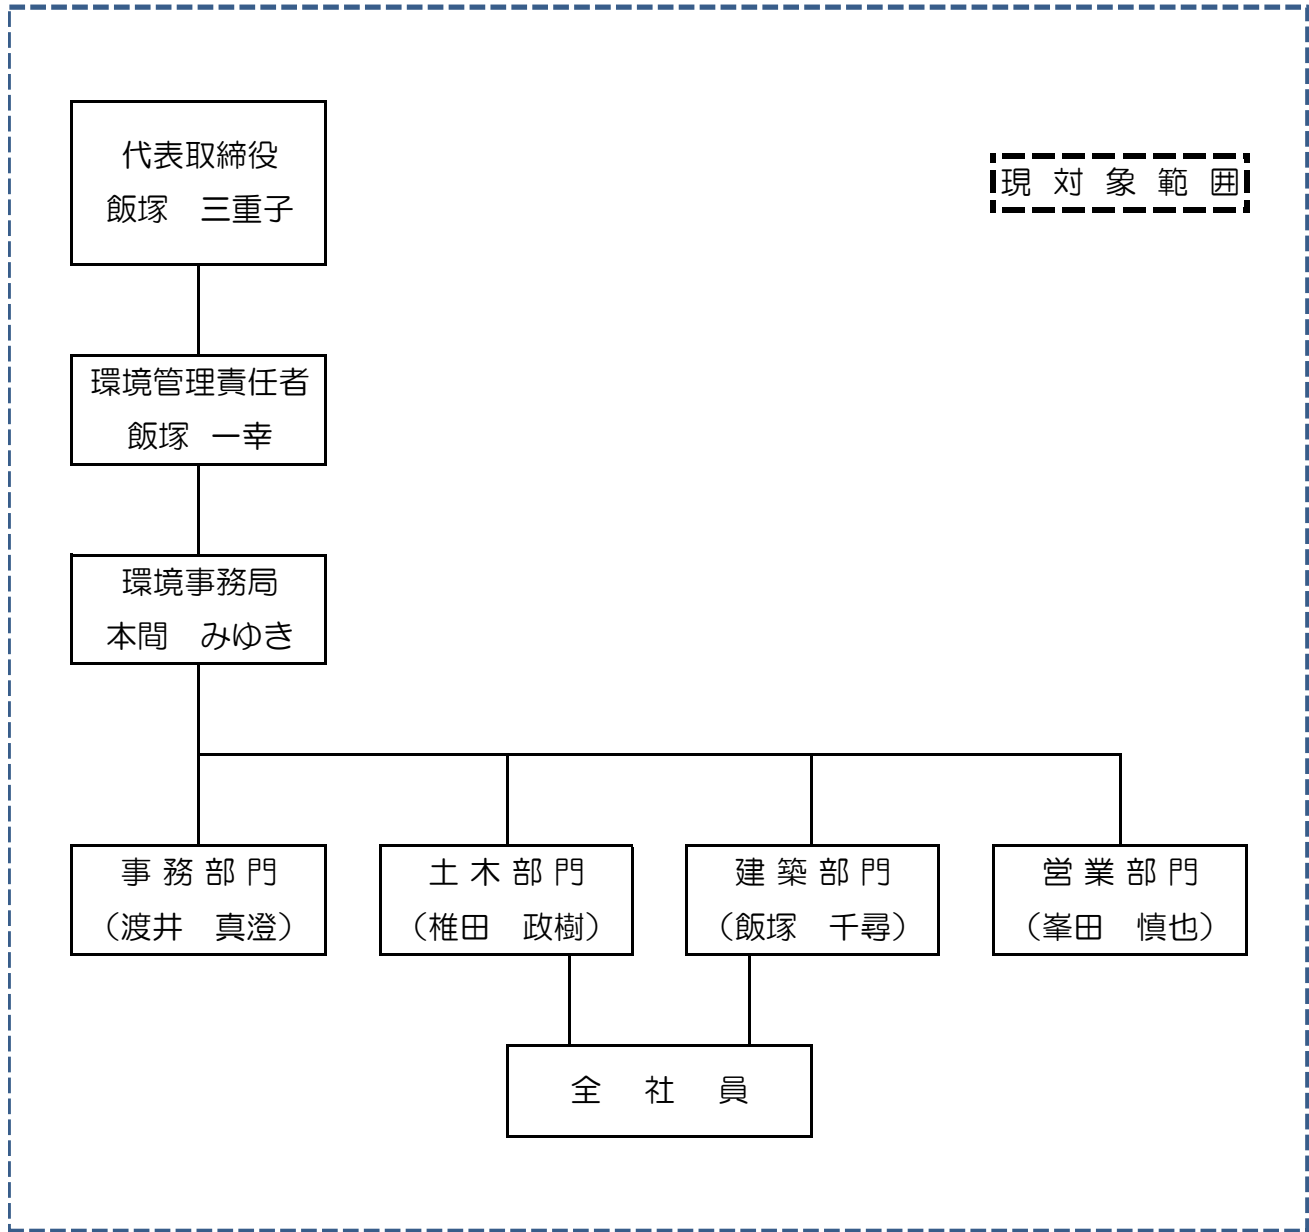 代表取締役
飯塚　三重子
現対象範囲
環境管理責任者
飯塚　一幸
環境事務局
本間　みゆき
事務部門
（渡井　真澄）
土木部門
（椎田　政樹）
建築部門
（飯塚　千尋）
営業部門
（峯田　慎也）
全社員